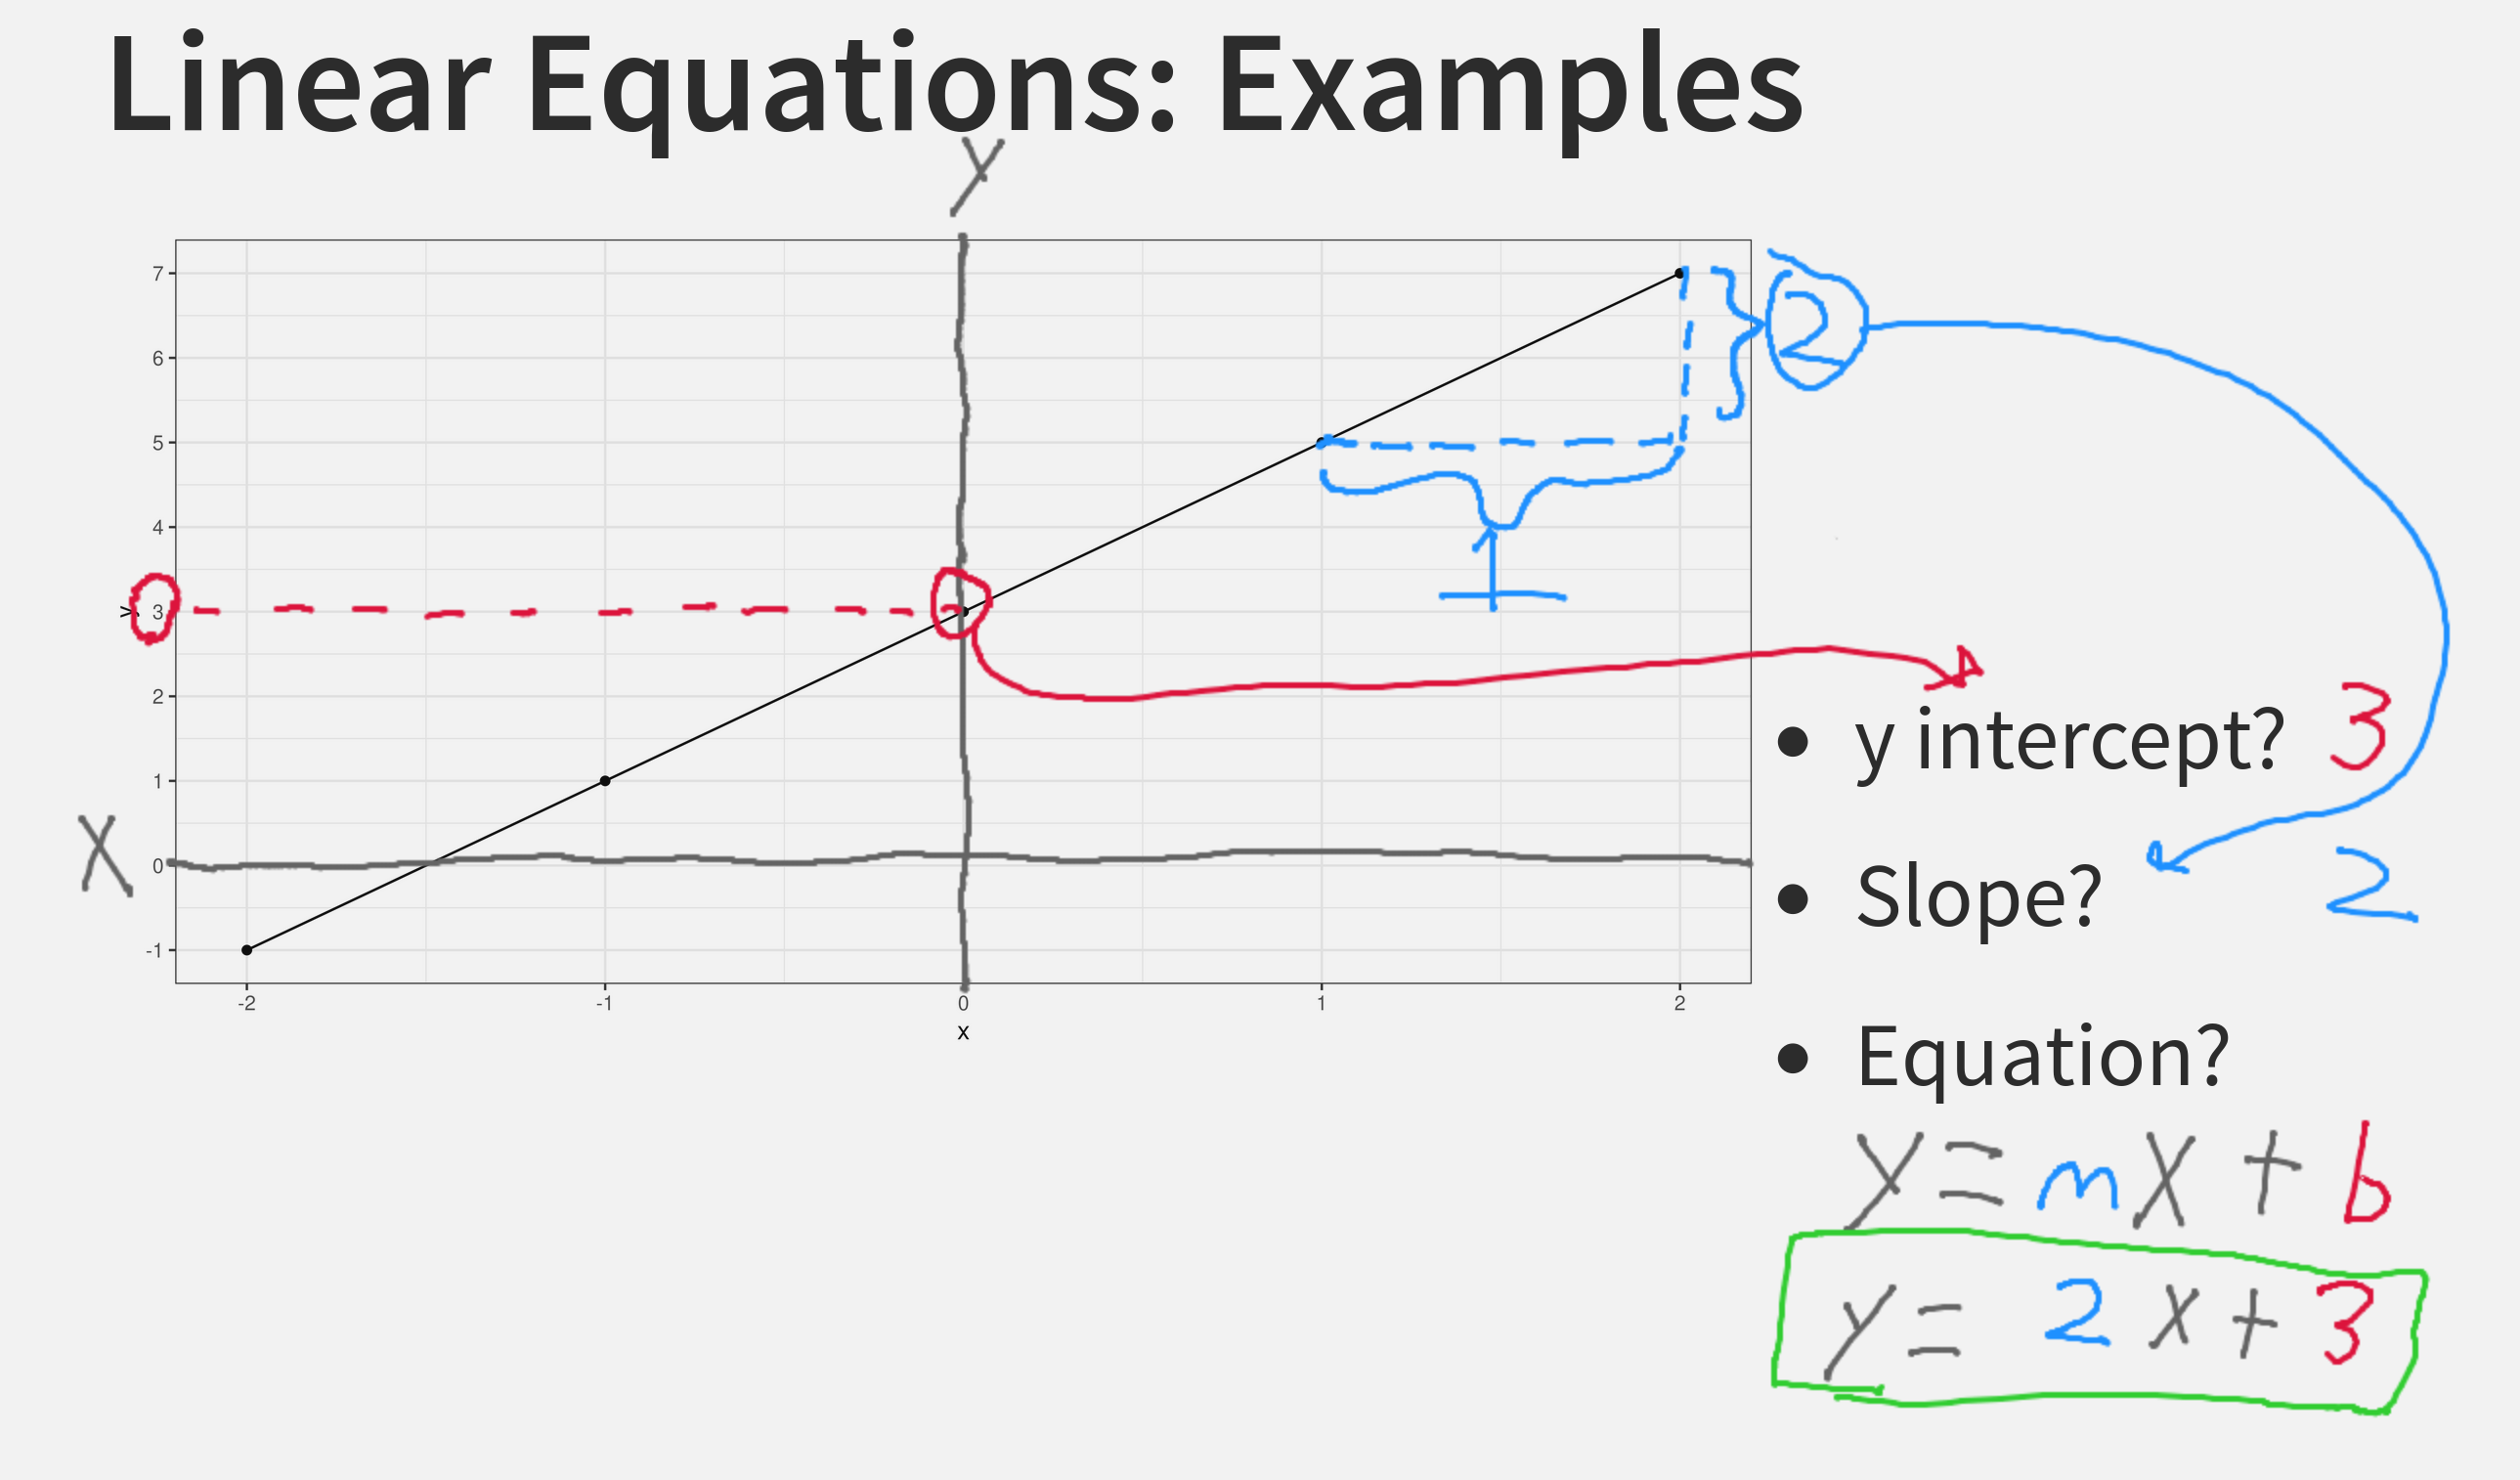 Linear Equations: Examples
y
7
6
5
4
3
2
1
0
-1
y
x
-2
-1
0
1
2
x
2
1
• y intercept? 3
• Slope? 2
• Equation?
y = mx + b
y = 2x + 3